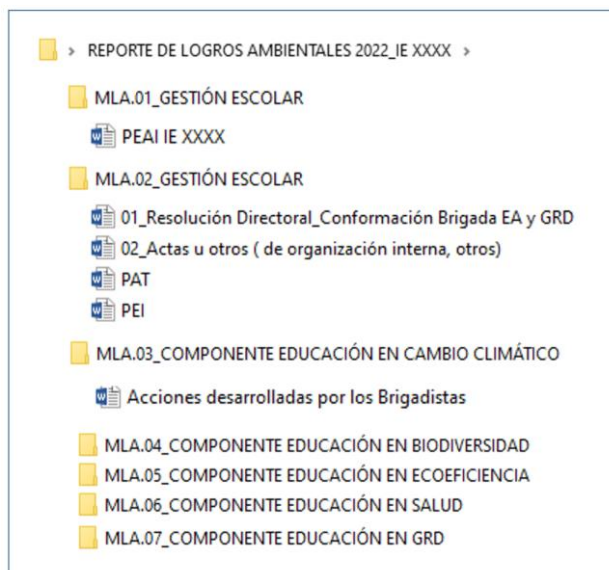 > REPORTE DE LOGROS AMBIENTALES 2022_IE XXXX >
MLA.01_GESTIÓN ESCOLAR
PEAI IE XXXX
MLA.02_GESTIÓN ESCOLAR
01_Resolución Directoral_Conformación Brigada EA y GRD
02_Actas u otros ( de organización interna, otros)
PAT
PEI
MLA.03_COMPONENTE EDUCACIÓN EN CAMBIO CLIMÁTICO
Acciones desarrolladas por los Brigadistas
MLA.04_COMPONENTE EDUCACIÓN EN BIODIVERSIDAD
MLA.05_COMPONENTE EDUCACIÓN EN ECOEFICIENCIA
MLA.06_COMPONENTE EDUCACIÓN EN SALUD
MLA.07_COMPONENTE EDUCACIÓN EN GRD